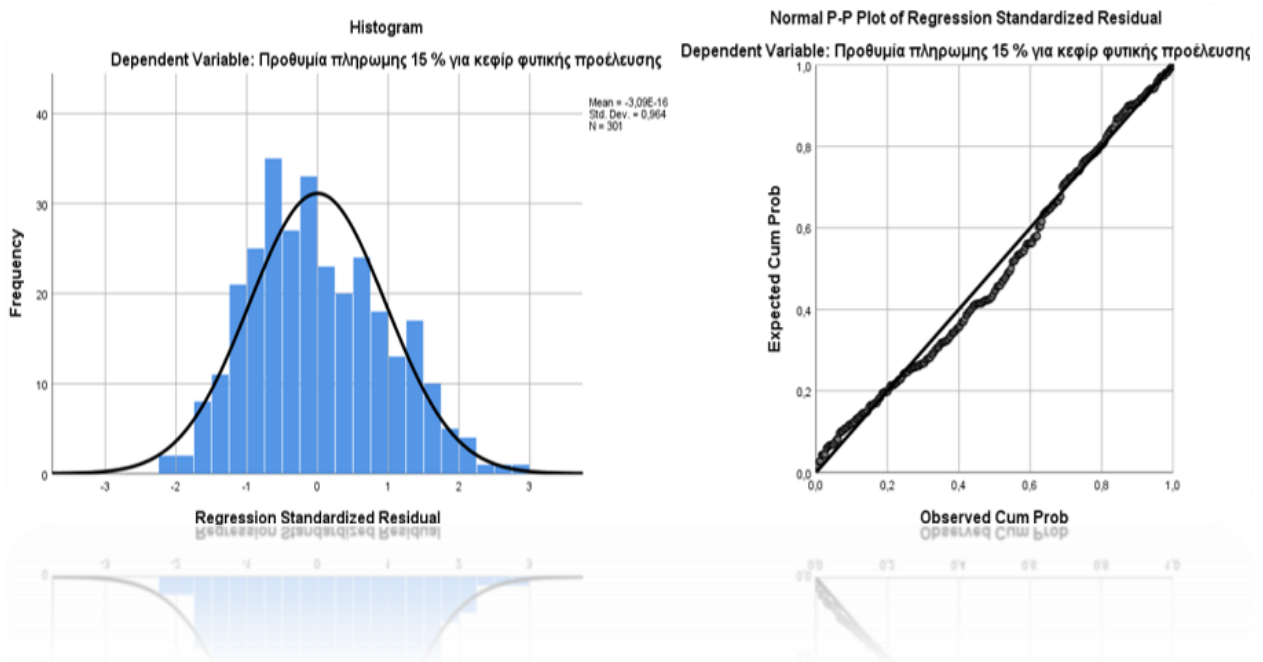 Histogram
Dependent Variable: Προθυμία πληρωμης 15 % για κεφίρ φυτικής προέλευσης
Mean = -3,09E-16
Std. Dev. = 0,964
N = 301
Frequency
40
30
20
10
0
-3 -2 -1 0 1 2 3
Regression Standardized Residual
Normal P-P Plot of Regression Standardized Residual
Dependent Variable: Προθυμία πληρωμης 15 % για κεφίρ φυτικής προέλευσης
Expected Cum Prob
1,0
0,8
0,6
0,4
0,2
0,0
0,0 0,2 0,4 0,6 0,8 1,0
Observed Cum Prob